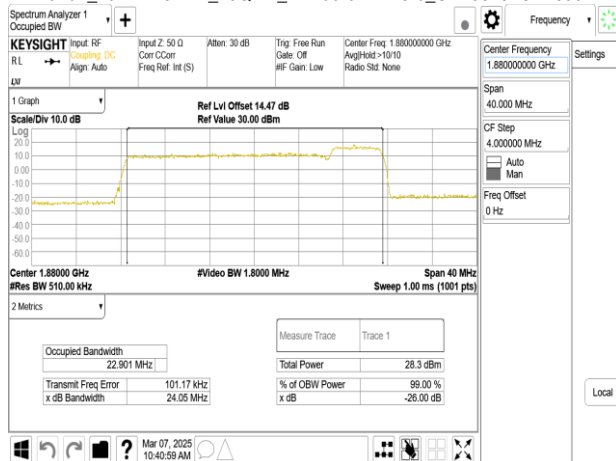 Spectrum Analyzer 1
Occupied BW
Frequency
KEYSIGHT
Input: RF
Coupling: DC
Align: Auto
Input Z: 50 Ω
Corr CCorr
Freq Ref: Int (S)
Atten: 30 dB
Trig: Free Run
Gate: Off
#IF Gain: Low
Center Freq: 1.880000000 GHz
Avg|Hold:>10/10
Radio Std: None
RL
Center Frequency
1.880000000 GHz
Settings
Span
40.000 MHz
CF Step
4.000000 MHz
Auto
Man
Freq Offset
0 Hz
1 Graph
Scale/Div 10.0 dB
Ref Lvl Offset 14.47 dB
Ref Value 30.00 dBm
Log
20.0
10.0
0.00
-10.0
-20.0
-30.0
-40.0
-50.0
-60.0
Center 1.88000 GHz
#Res BW 510.00 kHz
#Video BW 1.8000 MHz
Span 40 MHz
Sweep 1.00 ms (1001 pts)
2 Metrics
Measure Trace
Trace 1
Occupied Bandwidth
22.901 MHz
Total Power
28.3 dBm
Transmit Freq Error
101.17 kHz
% of OBW Power
99.00 %
x dB Bandwidth
24.05 MHz
x dB
-26.00 dB
Local
?
Mar 07, 2025
10:40:59 AM